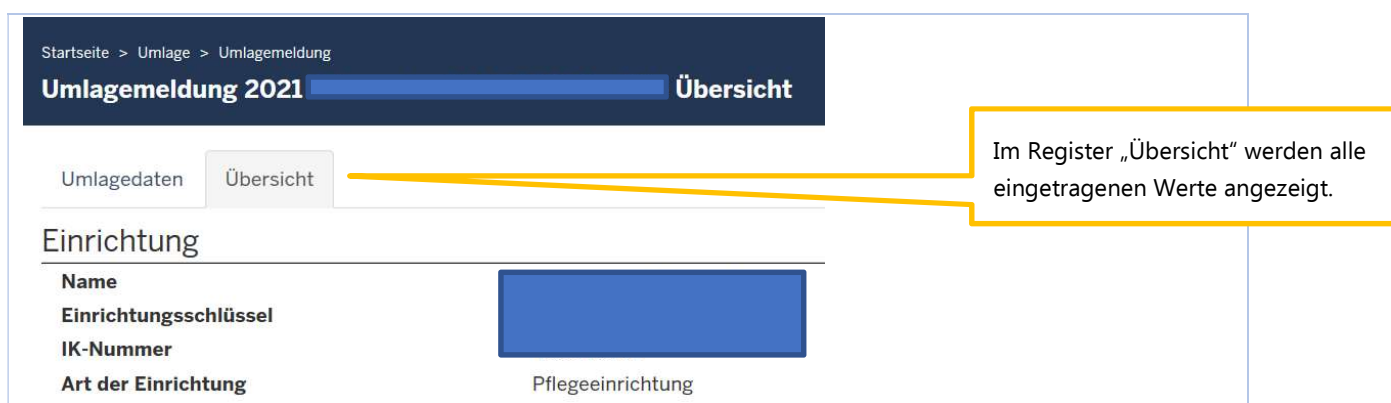 Startseite > Umlage > Umlagemeldung
Umlagemeldung 2021 Übersicht
Umlagedaten Übersicht
Im Register „Übersicht“ werden alle
eingetragenen Werte angezeigt.
Einrichtung
Name
Einrichtungsschlüssel
IK-Nummer
Art der Einrichtung Pflegeeinrichtung